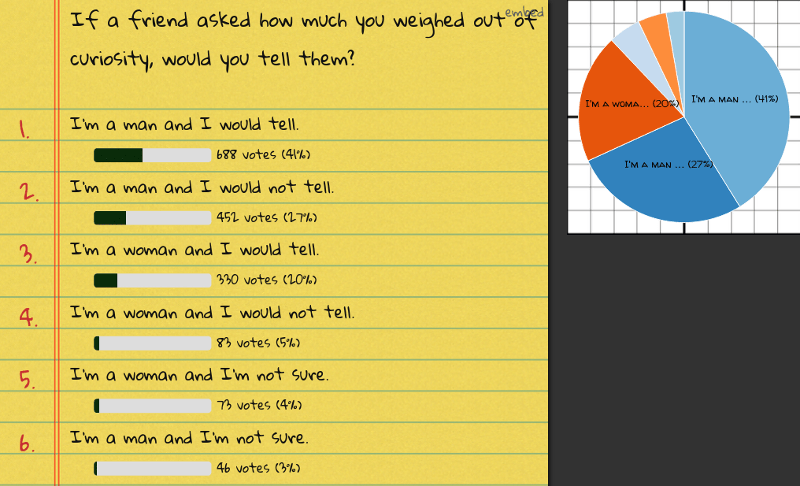 If a friend asked how much you weighed out of
embed
curiosity, would you tell them?
1.
I'm a man and I would tell.
688 votes (41%)
2.
I'm a man and I would not tell.
452 votes (27%)
3.
I'm a woman and I would tell.
330 votes (20%)
4.
I'm a woman and I would not tell.
83 votes (5%)
5.
I'm a woman and I'm not sure.
73 votes (4%)
6.
I'm a man and I'm not sure.
46 votes (3%)
I'M A MAN ... (41%)
I'M A WOMA... (20%)
I'M A MAN ... (27%)